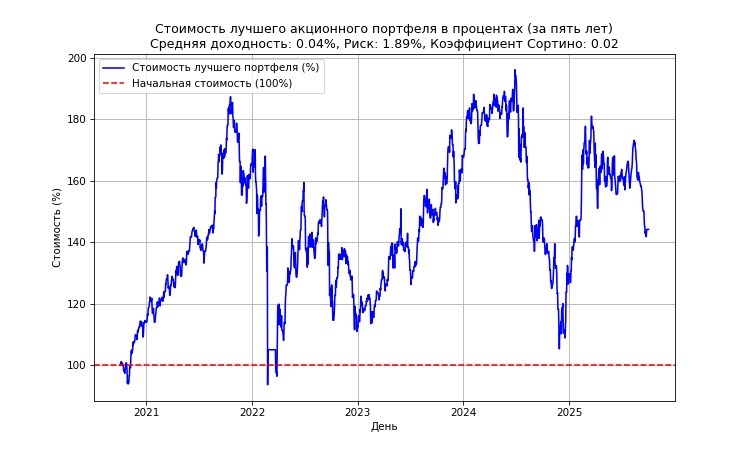 Стоимость лучшего акционного портфеля в процентах (за пять лет)
Средняя доходность: 0.04%, Риск: 1.89%, Коэффициент Сортино: 0.02
Стоимость лучшего портфеля (%)
Начальная стоимость (100%)
Стоимость (%)
200
180
160
140
120
100
2021 2022 2023 2024 2025
День